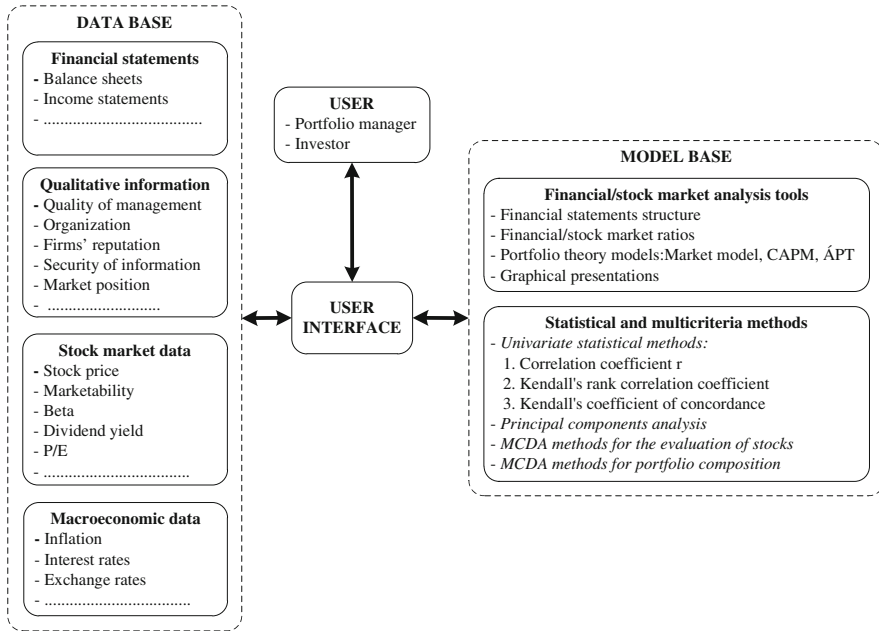 DATA BASE
Financial statements
- Balance sheets
- Income statements
- .......................................
Qualitative information
- Quality of management
- Organization
- Firms' reputation
- Security of information
- Market position
- ............................
Stock market data
- Stock price
- Marketability
- Beta
- Dividend yield
- P/E
- ....................................
Macroeconomic data
- Inflation
- Interest rates
- Exchange rates
- ....................................
USER
- Portfolio manager
- Investor
USER
INTERFACE
MODEL BASE
Financial/stock market analysis tools
- Financial statements structure
- Financial/stock market ratios
- Portfolio theory models:Market model, CAPM, ÁPT
- Graphical presentations
Statistical and multicriteria methods
- Univariate statistical methods:
1. Correlation coefficient r
2. Kendall's rank correlation coefficient
3. Kendall's coefficient of concordance
- Principal components analysis
- MCDA methods for the evaluation of stocks
- MCDA methods for portfolio composition